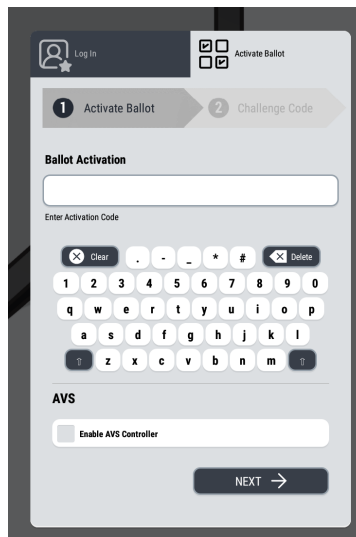 Log In
Activate Ballot
1 Activate Ballot 2 Challenge Code
Ballot Activation
Enter Activation Code
Clear . - _ * # Delete
1 2 3 4 5 6 7 8 9 0
q w e r t y u i o p
a s d f g h j k l
⇧ z x c v b n m ⇧
AVS
Enable AVS Controller
NEXT →